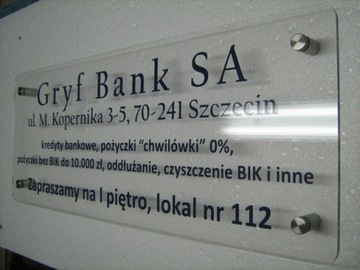 Gryf Bank SA
ul. M. Kopernika 3-5, 70-241 Szczecin
kredyty bankowe, pożyczki "chwilówki" 0%,
pożyczki bez BIK do 10.000 zł, oddłużanie, czyszczenie BIK i inne
Zapraszamy na I piętro, lokal nr 112